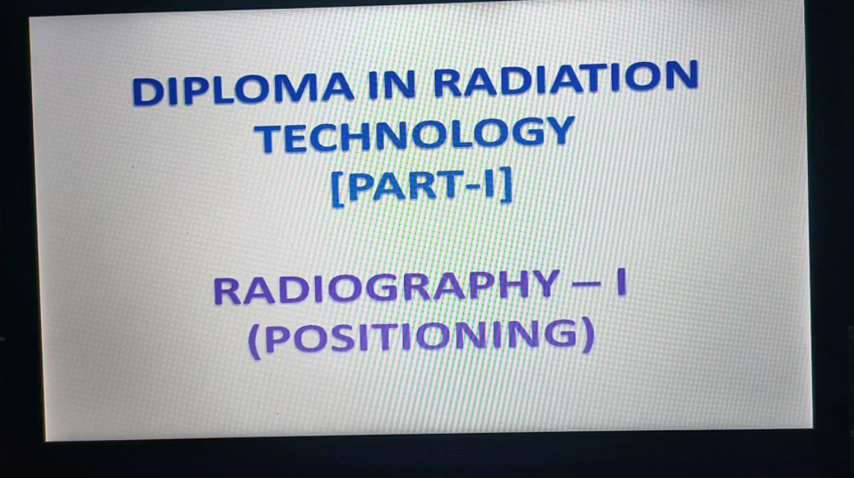 DIPLOMA IN RADIATION
TECHNOLOGY
[PART-I]
RADIOGRAPHY – I
(POSITIONING)